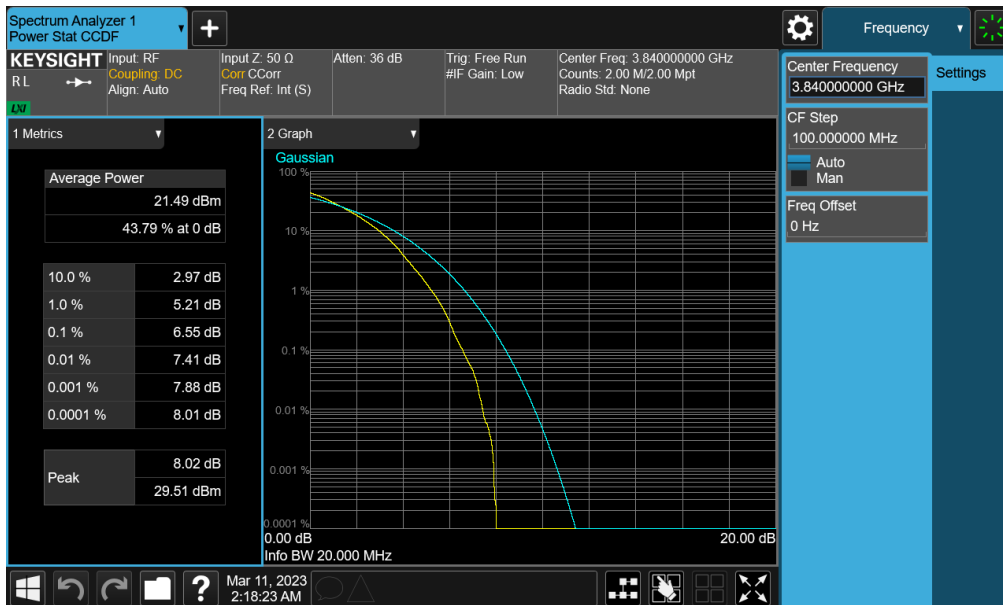 Spectrum Analyzer 1
Power Stat CCDF
+
Frequency
KEYSIGHT
RL
LXI
Input: RF
Coupling: DC
Align: Auto
Input Z: 50 Ω
Corr CCorr
Freq Ref: Int (S)
Atten: 36 dB
Trig: Free Run
#IF Gain: Low
Center Freq: 3.840000000 GHz
Counts: 2.00 M/2.00 Mpt
Radio Std: None
Center Frequency
3.840000000 GHz
Settings
CF Step
100.000000 MHz
Auto
Man
Freq Offset
0 Hz
1 Metrics
Average Power
21.49 dBm
43.79 % at 0 dB
10.0 % 2.97 dB
1.0 % 5.21 dB
0.1 % 6.55 dB
0.01 % 7.41 dB
0.001 % 7.88 dB
0.0001 % 8.01 dB
Peak
8.02 dB
29.51 dBm
2 Graph
Gaussian
100 %
10 %
1 %
0.1 %
0.01 %
0.001 %
0.0001 %
0.00 dB 20.00 dB
Info BW 20.000 MHz
?
Mar 11, 2023
2:18:23 AM